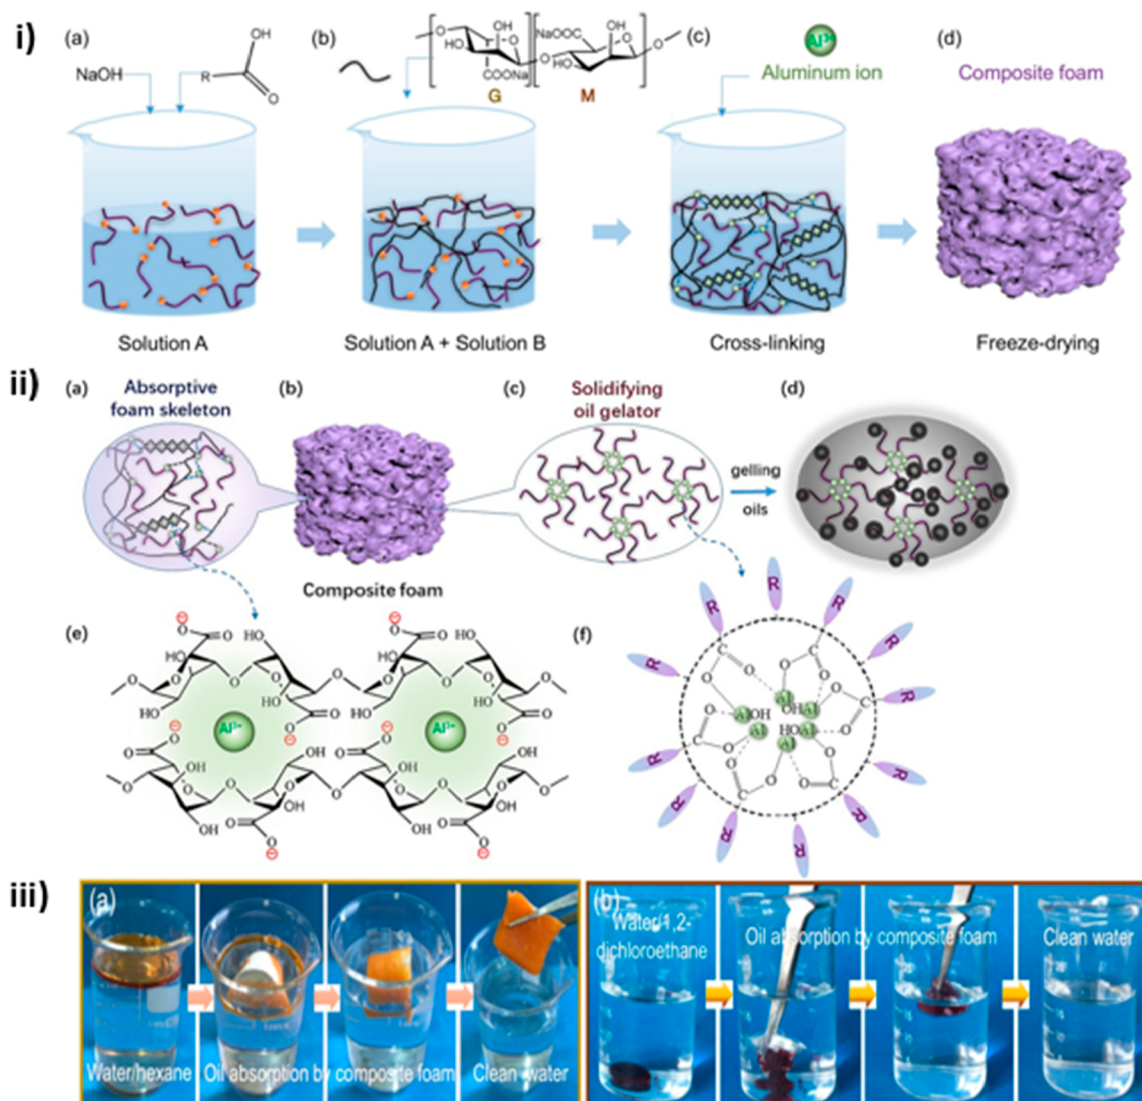 i)
(a)
NaOH
R
OH
O
Solution A
(b)
O
HO
OH
O
COONa
G
NaOOC
O
HO
OH
O
O
M
Solution A + Solution B
(c)
Al3+
Aluminum ion
Cross-linking
(d)
Composite foam
Freeze-drying
ii)
(a)
Absorptive
foam skeleton
(b)
Composite foam
(c)
Solidifying
oil gelator
gelling
oils
(d)
(e)
Al3+
Al3+
(f)
R
R
R
R
R
R
R
R
R
R
R
R
iii)
(a)
Water/hexane
Oil absorption by composite foam
Clean water
(b)
Water/1,2-
dichloroethane
Oil absorption by composite foam
Clean water